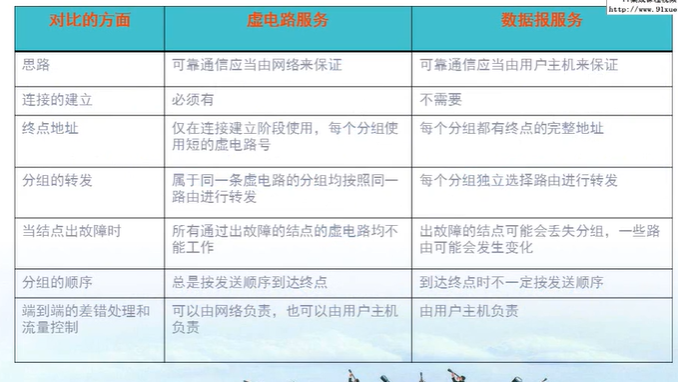 http://www.91xue
对比的方面 虚电路服务 数据报服务
思路 可靠通信应当由网络来保证 可靠通信应当由用户主机来保证
连接的建立 必须有 不需要
终点地址 仅在连接建立阶段使用，每个分组使 每个分组都有终点的完整地址
用短的虚电路号
分组的转发 属于同一条虚电路的分组均按照同一 每个分组独立选择路由进行转发
路由进行转发
当结点出故障时 所有通过出故障的结点的虚电路均不 出故障的结点可能会丢失分组，一些路
能工作 由可能会发生变化
分组的顺序 总是按发送顺序到达终点 到达终点时不一定按发送顺序
端到端的差错处理和 可以由网络负责，也可以由用户主机 由用户主机负责
流量控制 负责